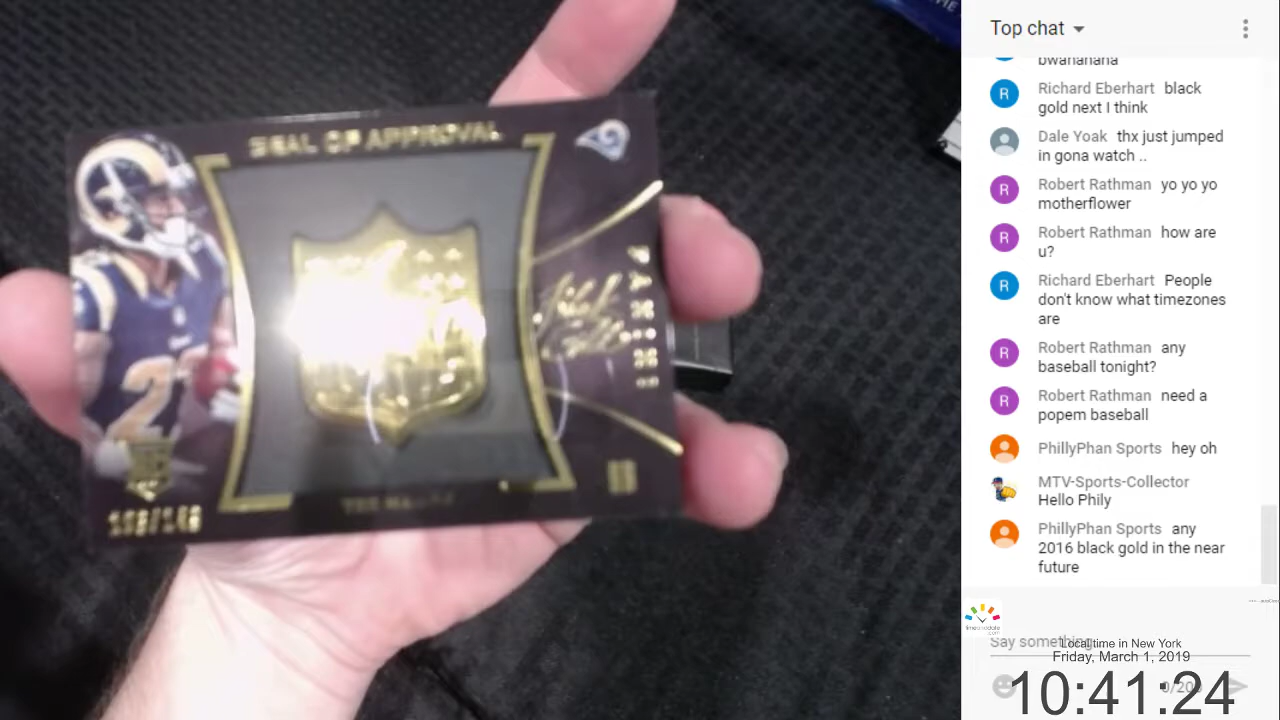 SEAL OF APPROVAL
Top chat
bwahahaha
Richard Eberhart black
gold next I think
Dale Yoak thx just jumped
in gona watch ..
Robert Rathman yo yo yo
motherflower
Robert Rathman how are
u?
Richard Eberhart People
don't know what timezones
are
Robert Rathman any
baseball tonight?
Robert Rathman need a
popem baseball
PhillyPhan Sports hey oh
MTV-Sports-Collector
Hello Phily
PhillyPhan Sports any
2016 black gold in the near
future
Say something...
Local time in New York
Friday, March 1, 2019
10:41:24